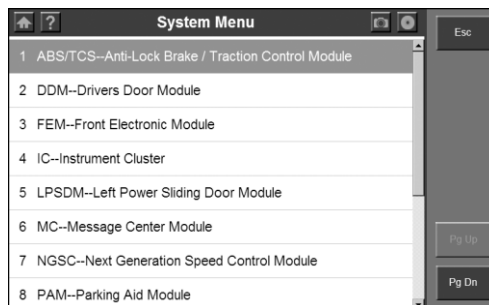 ? System Menu
Esc
1 ABS/TCS--Anti-Lock Brake / Traction Control Module
2 DDM--Drivers Door Module
3 FEM--Front Electronic Module
4 IC--Instrument Cluster
5 LPSDM--Left Power Sliding Door Module
6 MC--Message Center Module
7 NGSC--Next Generation Speed Control Module
8 PAM--Parking Aid Module
Pg Up
Pg Dn